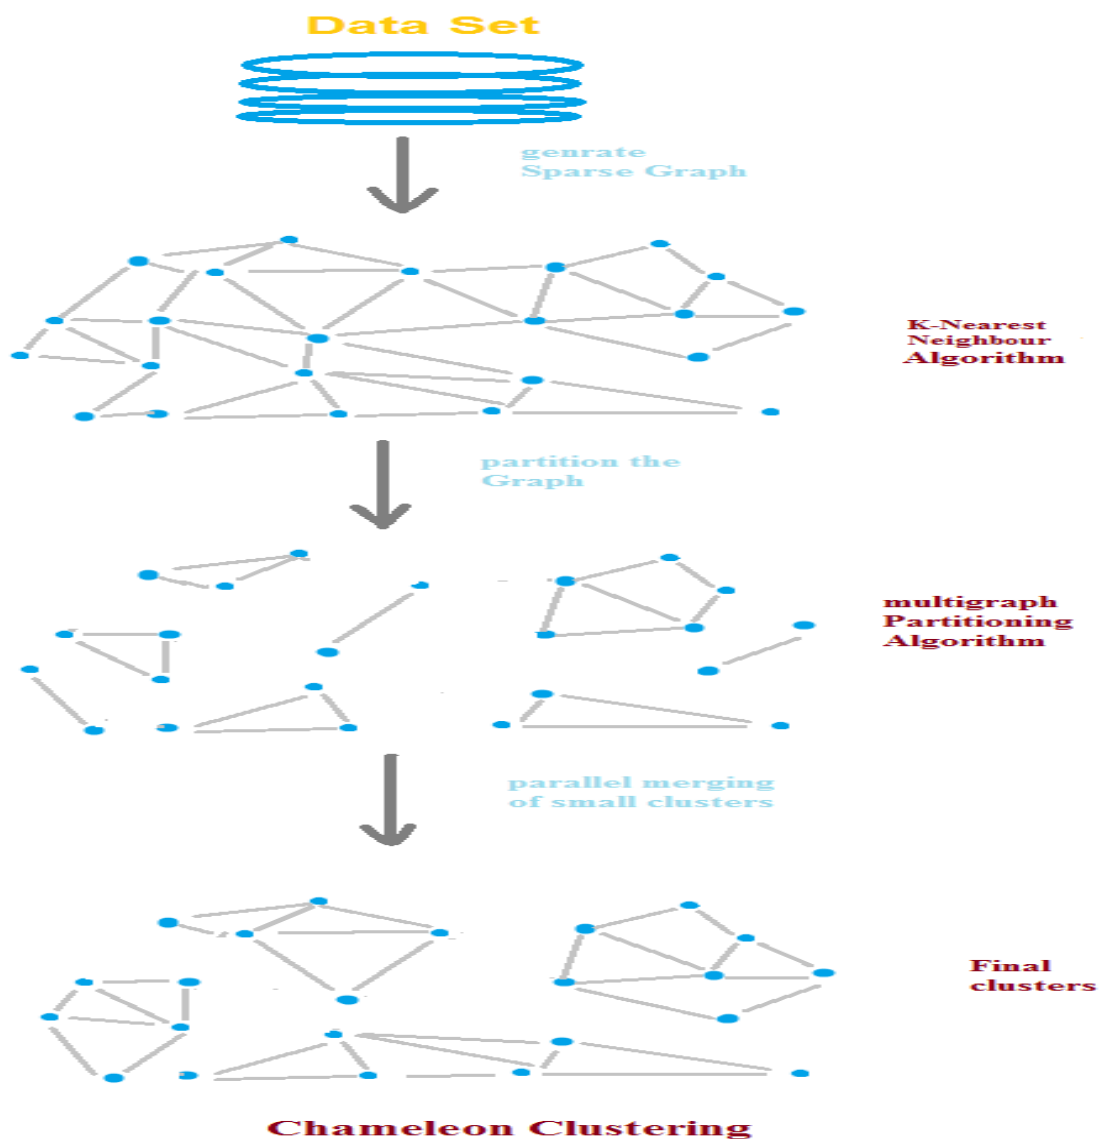 Data Set
genrate
Sparse Graph
K-Nearest
Neighbour
Algorithm
partition the
Graph
multigraph
Partitioning
Algorithm
parallel merging
of small clusters
Final
clusters
Chameleon Clustering